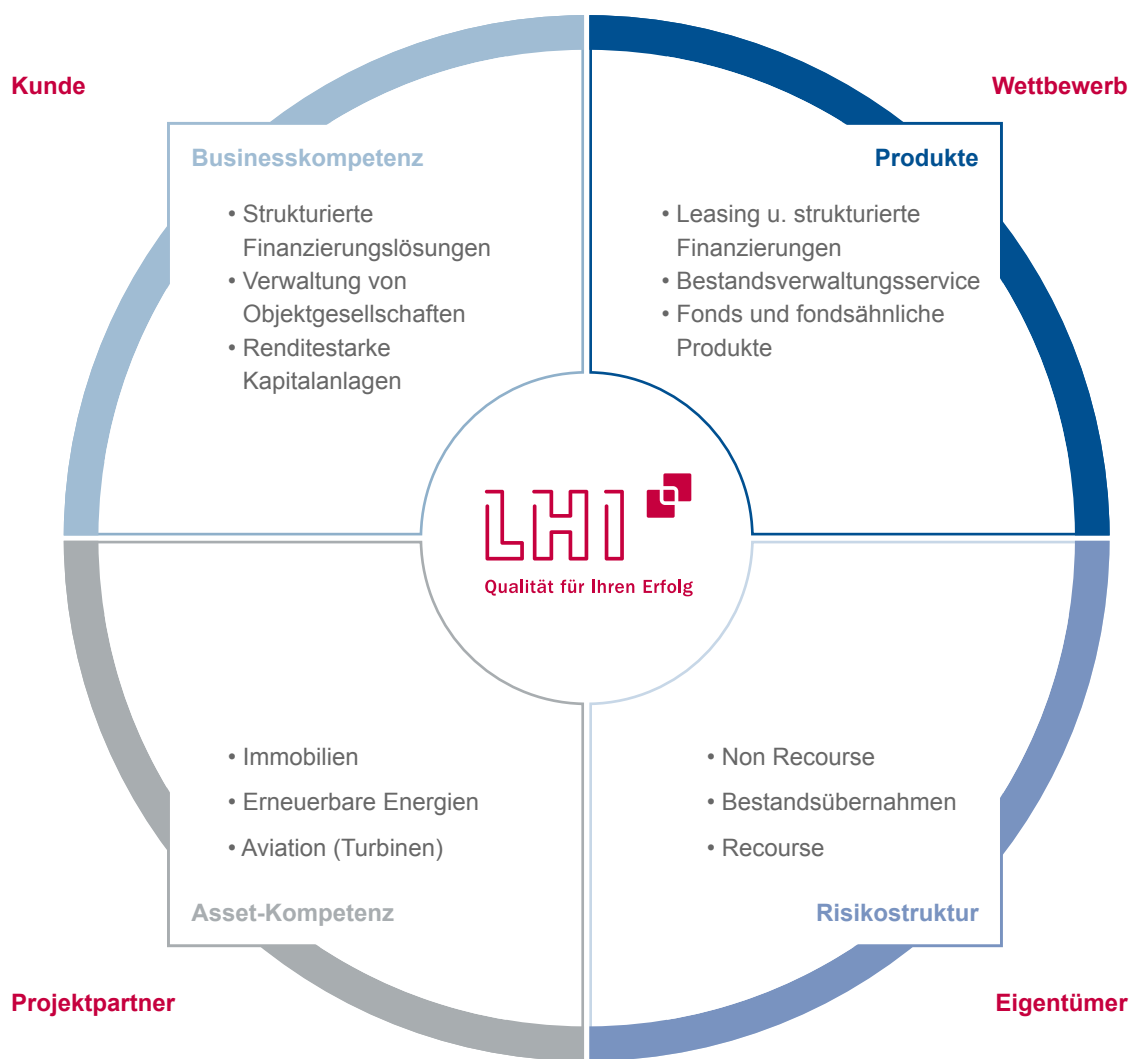 Kunde
Wettbewerb
Businesskompetenz
• Strukturierte
Finanzierungslösungen
• Verwaltung von
Objektgesellschaften
• Renditestarke
Kapitalanlagen
Produkte
• Leasing u. strukturierte
Finanzierungen
• Bestandsverwaltungsservice
• Fonds und fondsähnliche
Produkte
LHI
Qualität für Ihren Erfolg
• Immobilien
• Erneuerbare Energien
• Aviation (Turbinen)
Asset-Kompetenz
• Non Recourse
• Bestandsübernahmen
• Recourse
Risikostruktur
Projektpartner
Eigentümer